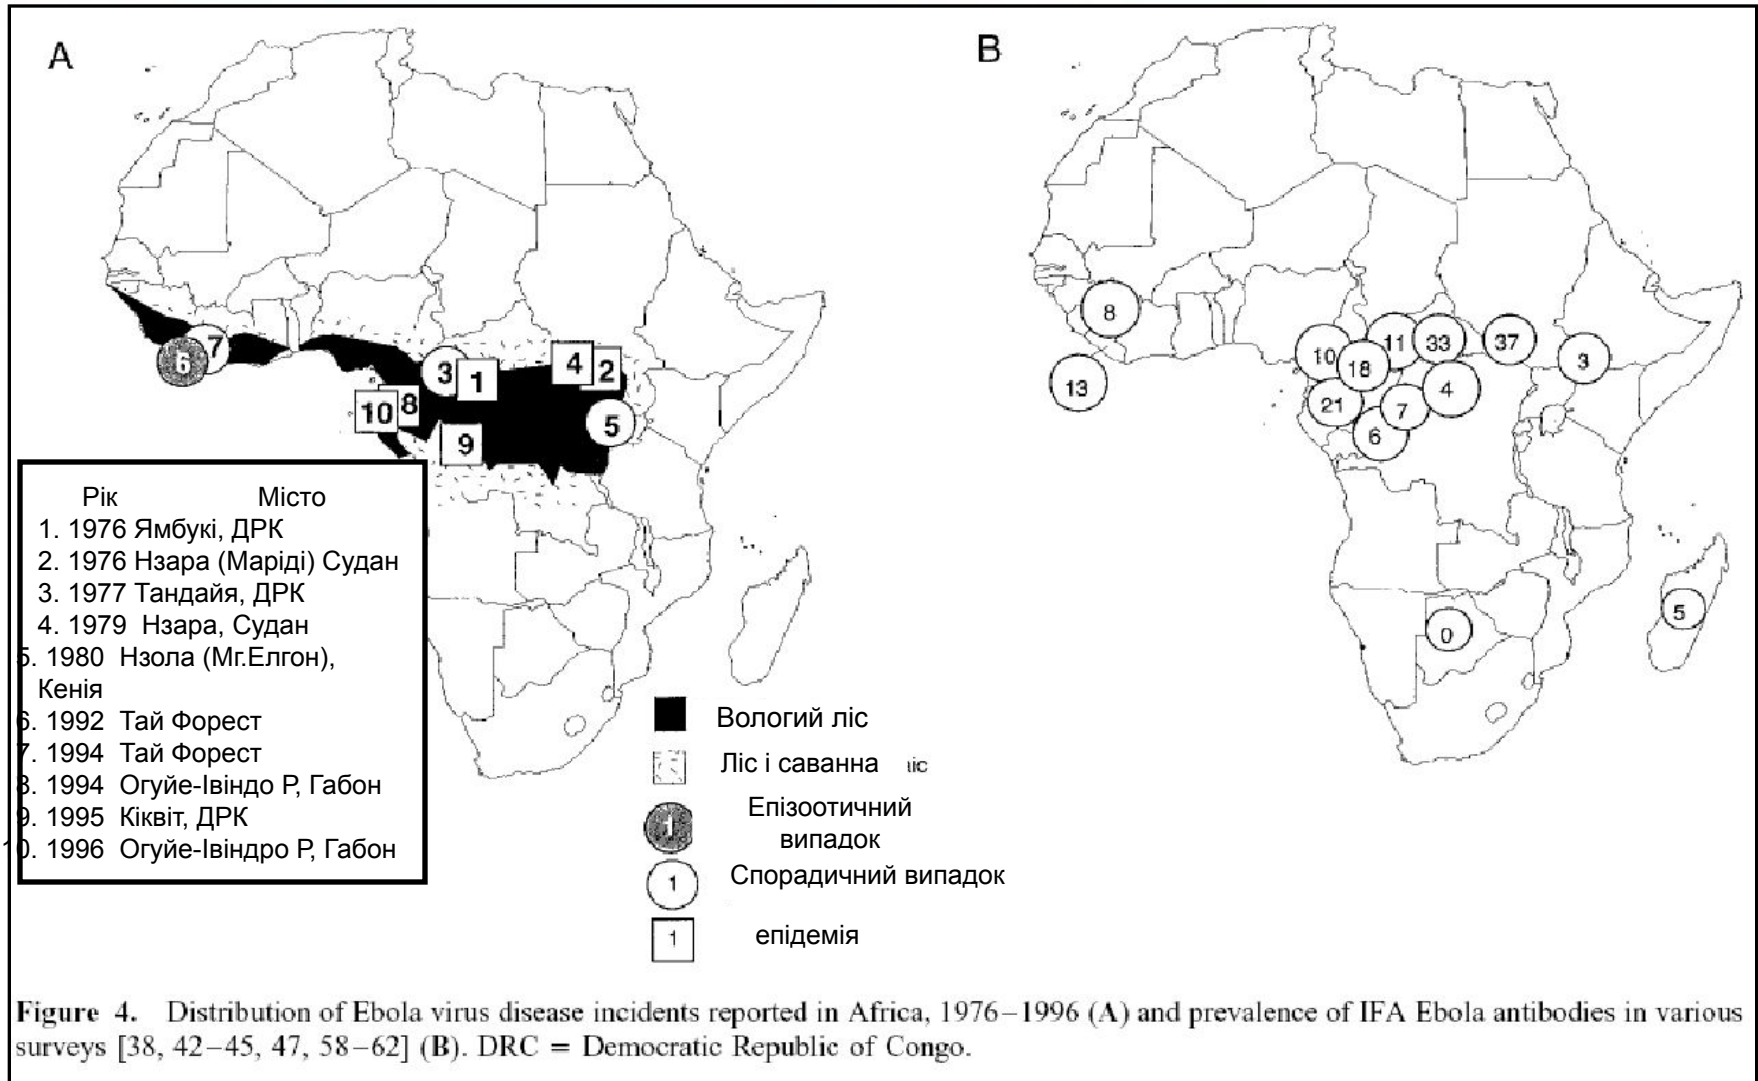 A
B
6
7
3
1
4
2
10
8
9
5
8
13
10
18
11
33
37
3
21
7
4
6
0
5
Рік Місто
1. 1976 Ямбукі, ДРК
2. 1976 Нзара (Маріді) Судан
3. 1977 Тандайя, ДРК
4. 1979 Нзара, Судан
5. 1980 Нзола (Мг.Елгон),
Кенія
6. 1992 Тай Форест
7. 1994 Тай Форест
8. 1994 Огуйе-Івіндо Р, Габон
9. 1995 Кіквіт, ДРК
10. 1996 Огуйе-Івіндро Р, Габон
Вологий ліс
Ліс і саванна ліс
1 Епізоотичний
випадок
1 Спорадичний випадок
1 епідемія
Figure 4. Distribution of Ebola virus disease incidents reported in Africa, 1976–1996 (A) and prevalence of IFA Ebola antibodies in various
surveys [38, 42–45, 47, 58–62] (B). DRC = Democratic Republic of Congo.